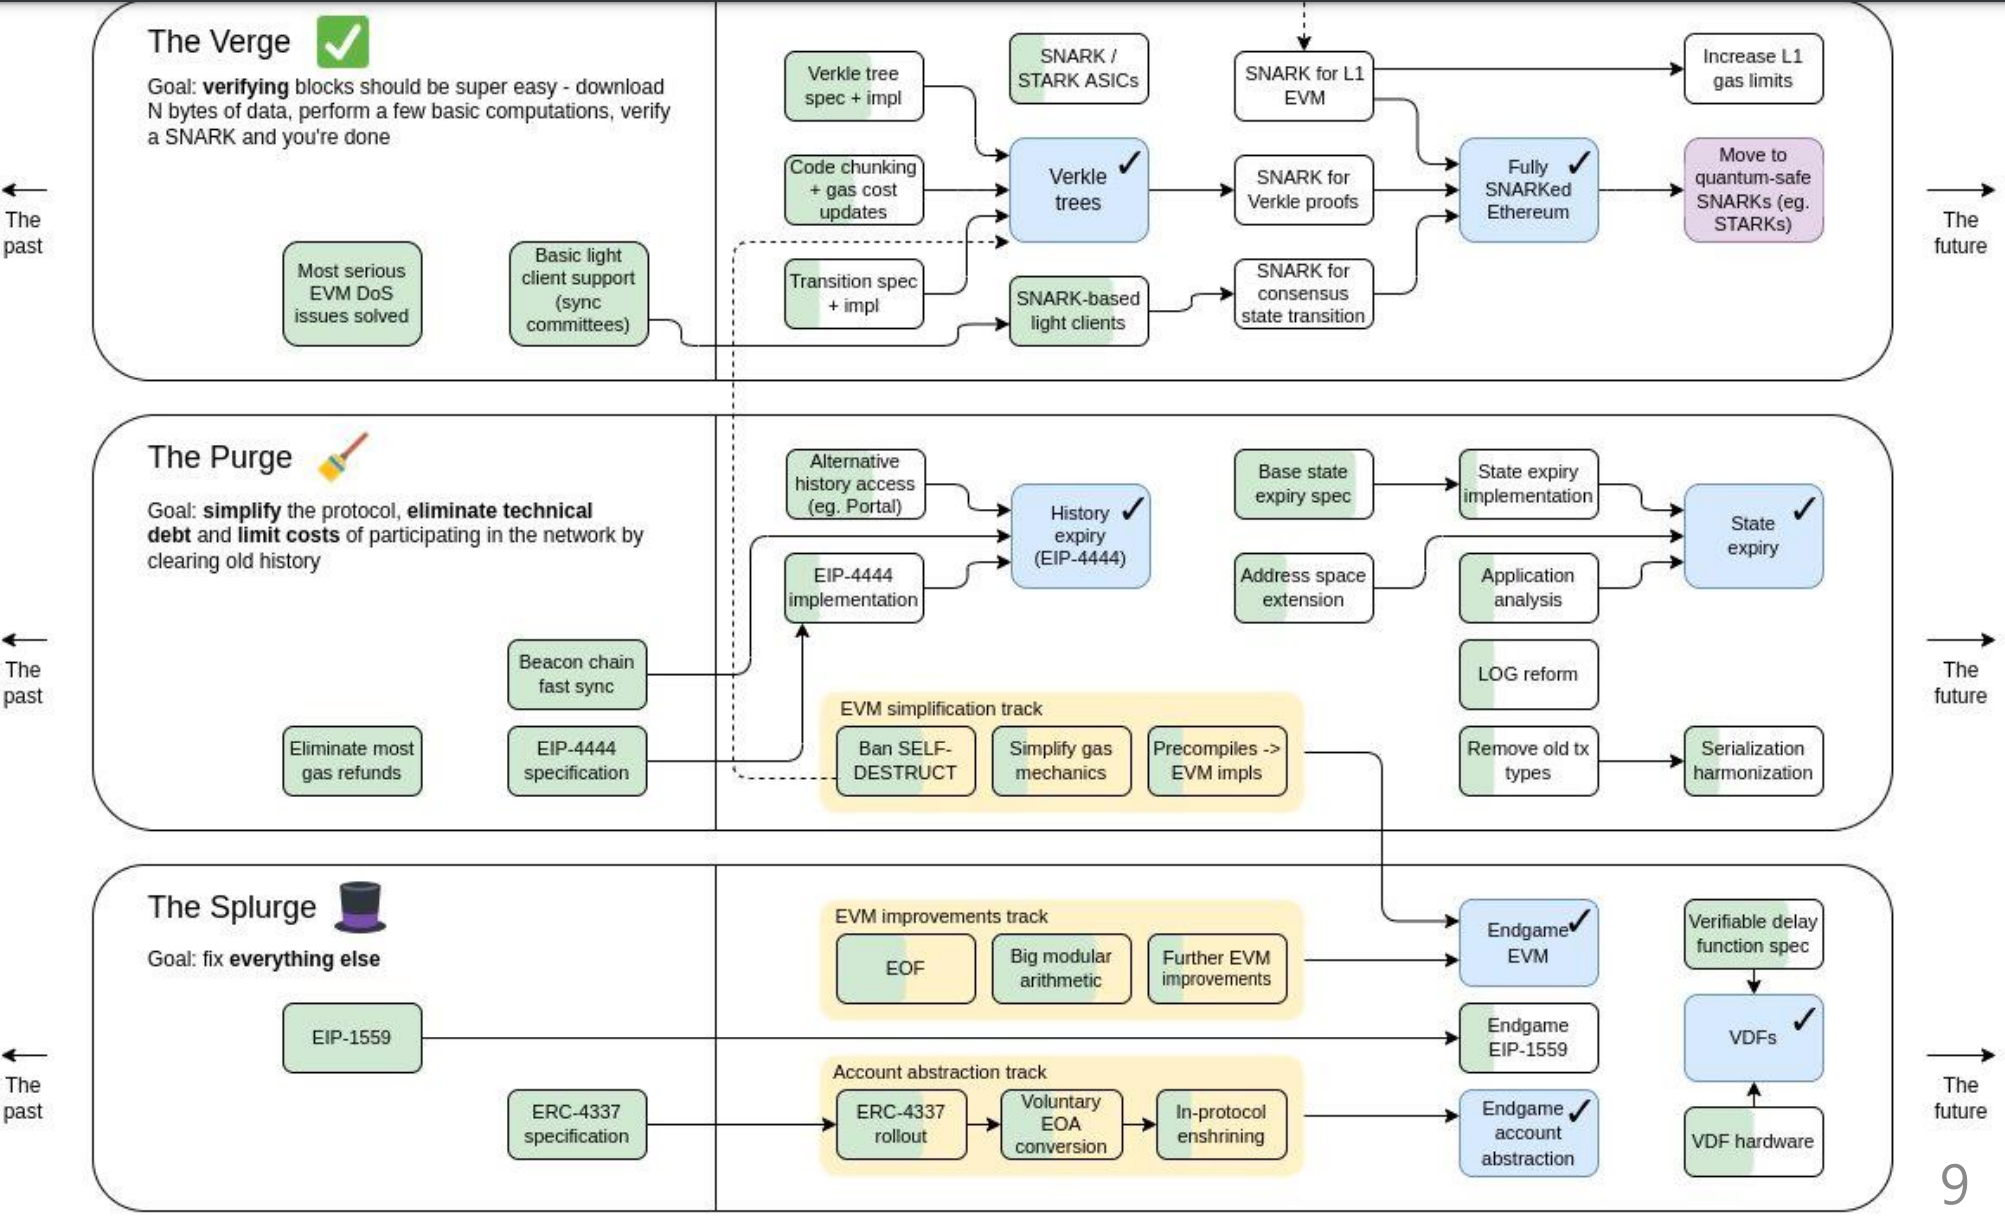 The Verge
Goal: verifying blocks should be super easy - download
N bytes of data, perform a few basic computations, verify
a SNARK and you're done
The
past
Most serious
EVM DoS
issues solved
Basic light
client support
(sync
committees)
Verkle tree
spec + impl
Code chunking
+ gas cost
updates
Transition spec
+ impl
SNARK /
STARK ASICs
Verkle
trees
SNARK-based
light clients
SNARK for L1
EVM
SNARK for
Verkle proofs
SNARK for
consensus
state transition
Fully
SNARKed
Ethereum
Increase L1
gas limits
Move to
quantum-safe
SNARKs (eg.
STARKs)
The
future
The Purge
Goal: simplify the protocol, eliminate technical
debt and limit costs of participating in the network by
clearing old history
The
past
Eliminate most
gas refunds
Beacon chain
fast sync
EIP-4444
specification
Alternative
history access
(eg. Portal)
EIP-4444
implementation
History
expiry
(EIP-4444)
EVM simplification track
Ban SELF-
DESTRUCT
Simplify gas
mechanics
Precompiles ->
EVM impls
Base state
expiry spec
Address space
extension
State expiry
implementation
Application
analysis
LOG reform
Remove old tx
types
State
expiry
Serialization
harmonization
The
future
The Splurge
Goal: fix everything else
The
past
EIP-1559
ERC-4337
specification
EVM improvements track
EOF
Big modular
arithmetic
Further EVM
improvements
Account abstraction track
ERC-4337
rollout
Voluntary
EOA
conversion
In-protocol
enshrining
Endgame
EVM
Endgame
EIP-1559
Endgame
account
abstraction
Verifiable delay
function spec
VDFs
VDF hardware
The
future
9